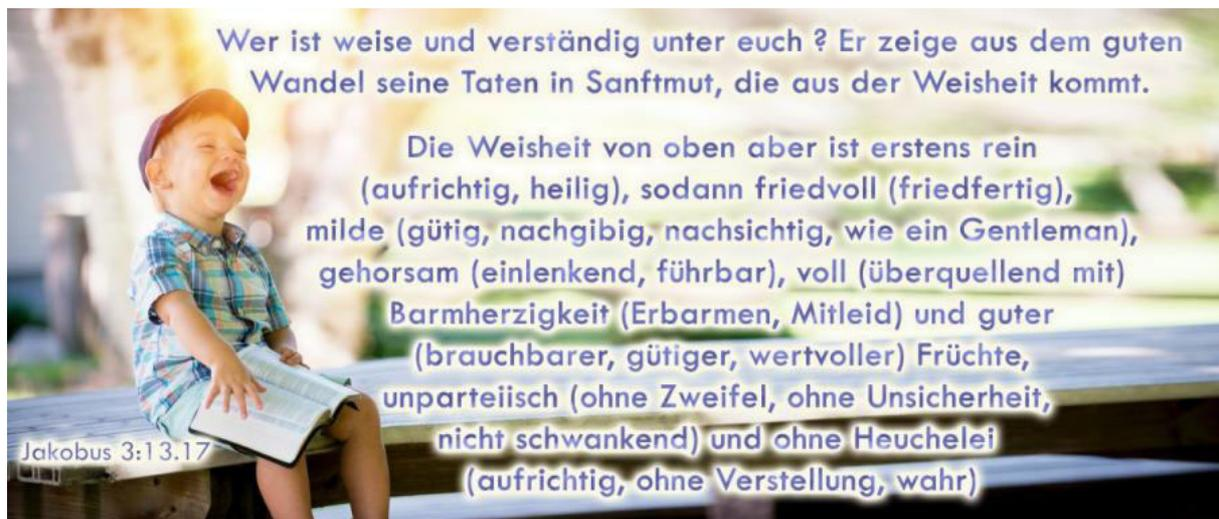 Wer ist weise und verständig unter euch ? Er zeige aus dem guten
Wandel seine Taten in Sanftmut, die aus der Weisheit kommt.
Die Weisheit von oben aber ist erstens rein
(aufrichtig, heilig), sodann friedvoll (friedfertig),
milde (gütig, nachgibig, nachsichtig, wie ein Gentleman),
gehorsam (einlenkend, führbar), voll (überquellend mit)
Barmherzigkeit (Erbarmen, Mitleid) und guter
(brauchbarer, gütiger, wertvoller) Früchte,
unparteiisch (ohne Zweifel, ohne Unsicherheit,
nicht schwankend) und ohne Heuchelei
(aufrichtig, ohne Verstellung, wahr)
Jakobus 3:13.17